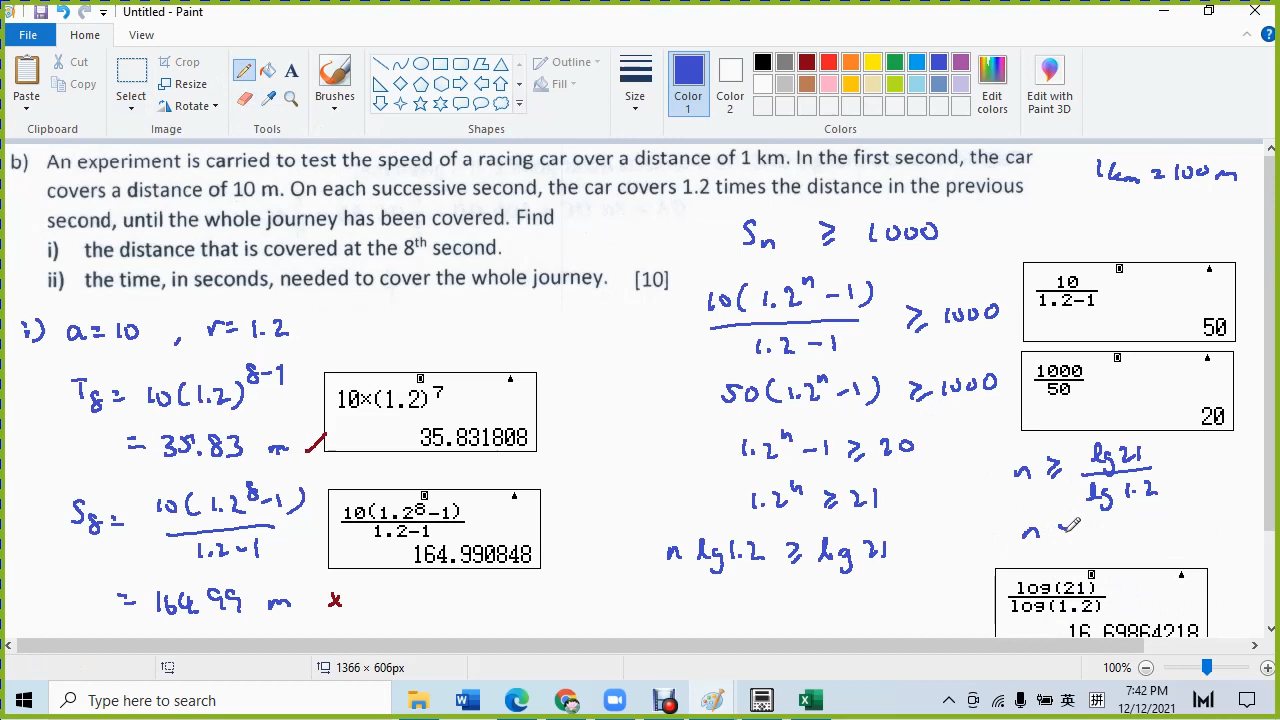 Untitled - Paint
File Home View
Paste
Cut
Copy
Clipboard
Select
Crop
Resize
Rotate
Image
Tools
Brushes
Outline
Fill
Shapes
Size
Color 1
Color 2
Colors
Edit colors
Edit with Paint 3D
b) An experiment is carried to test the speed of a racing car over a distance of 1 km. In the first second, the car
covers a distance of 10 m. On each successive second, the car covers 1.2 times the distance in the previous
second, until the whole journey has been covered. Find
i) the distance that is covered at the 8th second.
ii) the time, in seconds, needed to cover the whole journey. [10]
1km = 100m
i) a = 10 , r = 1.2
T8 = 10(1.2)^8-1
= 35.83 m
10×(1.2)^7
35.831808
S8 = 10(1.2^8 -1) / 1.2-1
= 164.99 m ×
10(1.2^8-1) / 1.2-1
164.990848
Sn ≥ 1000
10(1.2^n -1) / 1.2 -1 ≥ 1000
50(1.2^n -1) ≥ 1000
1.2^n -1 ≥ 20
1.2^n ≥ 21
n lg 1.2 ≥ lg 21
10 / 1.2-1
50
1000 / 50
20
n ≥ lg 21 / lg 1.2
n
log(21) / log(1.2)
16.69864218
1366 × 606px
100%
Type here to search
英
拼
7:42 PM
12/12/2021